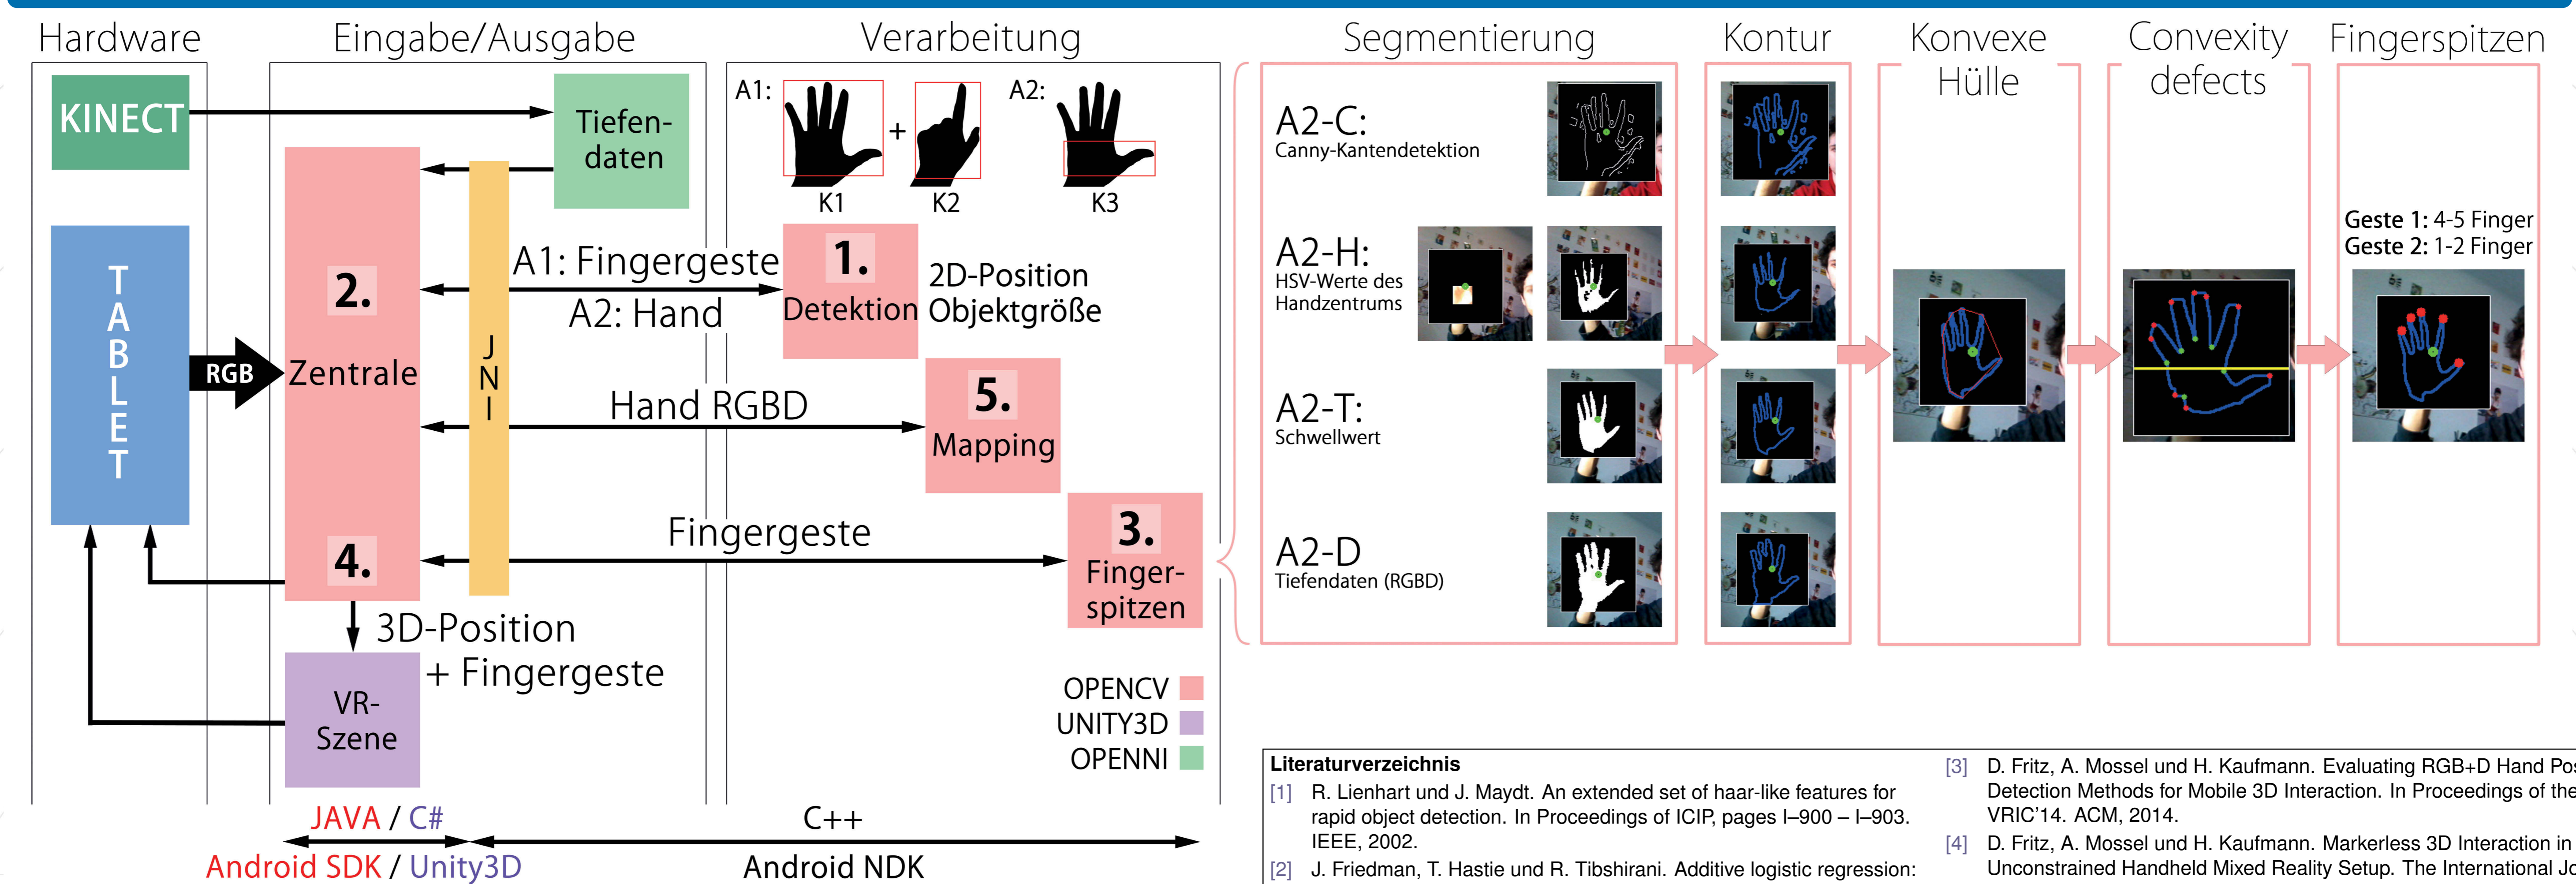 Hardware
Eingabe/Ausgabe
Verarbeitung
Segmentierung
Kontur
Konvexe
Hülle
Convexity
defects
Fingerspitzen
KINECT
TABLET
RGB
Tiefen-
daten
2.
Zentrale
4.
JNI
A1:
+
A2:
K1
K2
K3
A1: Fingergeste
A2: Hand
1.
Detektion
2D-Position
Objektgröße
Hand RGBD
5.
Mapping
Fingergeste
3.
Finger-
spitzen
3D-Position
+ Fingergeste
VR-
Szene
OPENCV
UNITY3D
OPENNI
JAVA / C#
Android SDK / Unity3D
C++
Android NDK
A2-C:
Canny-Kantendetektion
A2-H:
HSV-Werte des
Handzentrums
A2-T:
Schwellwert
A2-D
Tiefendaten (RGBD)
Geste 1: 4-5 Finger
Geste 2: 1-2 Finger
Literaturverzeichnis
[1] R. Lienhart und J. Maydt. An extended set of haar-like features for
rapid object detection. In Proceedings of ICIP, pages I–900 – I–903.
IEEE, 2002.
[2] J. Friedman, T. Hastie und R. Tibshirani. Additive logistic regression:
[3] D. Fritz, A. Mossel und H. Kaufmann. Evaluating RGB+D Hand Pos
Detection Methods for Mobile 3D Interaction. In Proceedings of the
VRIC'14. ACM, 2014.
[4] D. Fritz, A. Mossel und H. Kaufmann. Markerless 3D Interaction in
Unconstrained Handheld Mixed Reality Setup. The International Jo